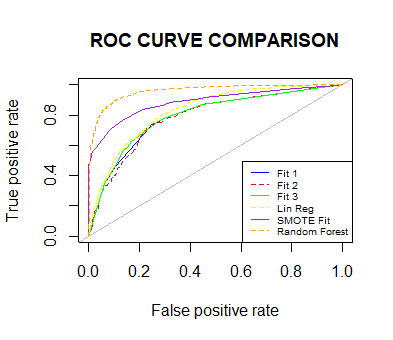 ROC CURVE COMPARISON
True positive rate
0.8
0.4
0.0
Fit 1
Fit 2
Fit 3
Lin Reg
SMOTE Fit
Random Forest
0.0 0.2 0.4 0.6 0.8 1.0
False positive rate